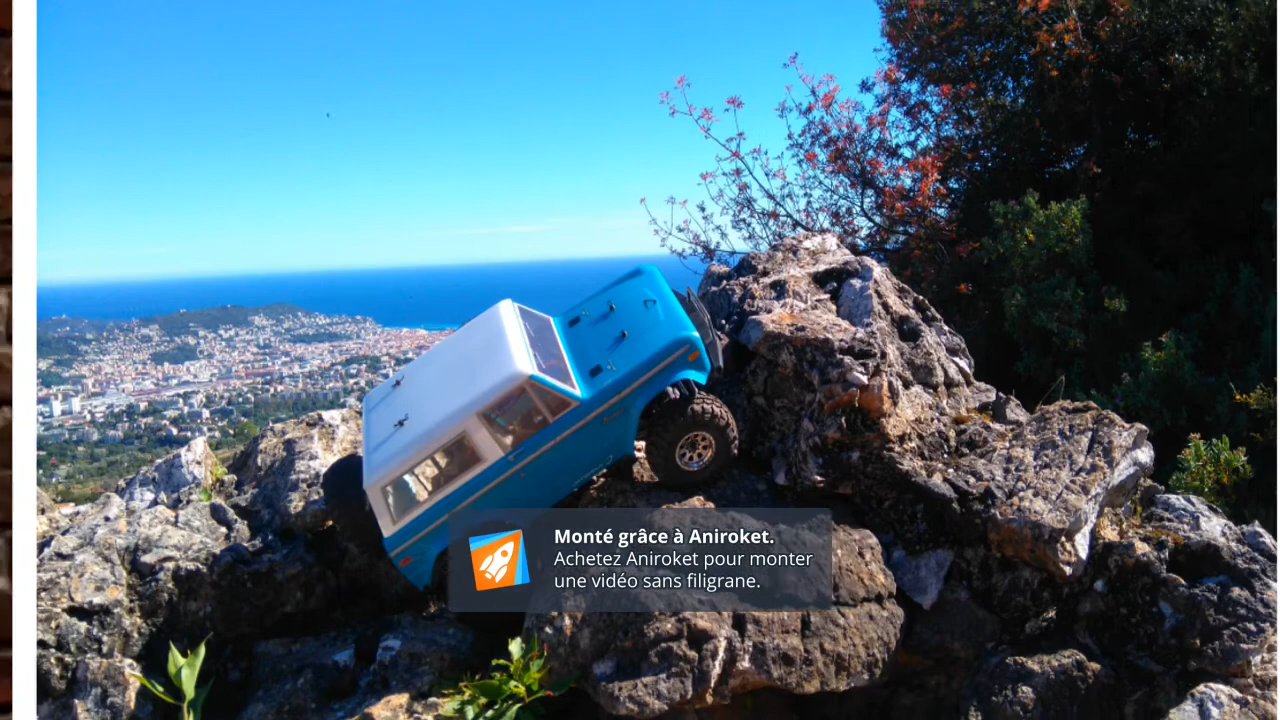 Monté grâce à Aniroket.
Achetez Aniroket pour monter
une vidéo sans filigrane.